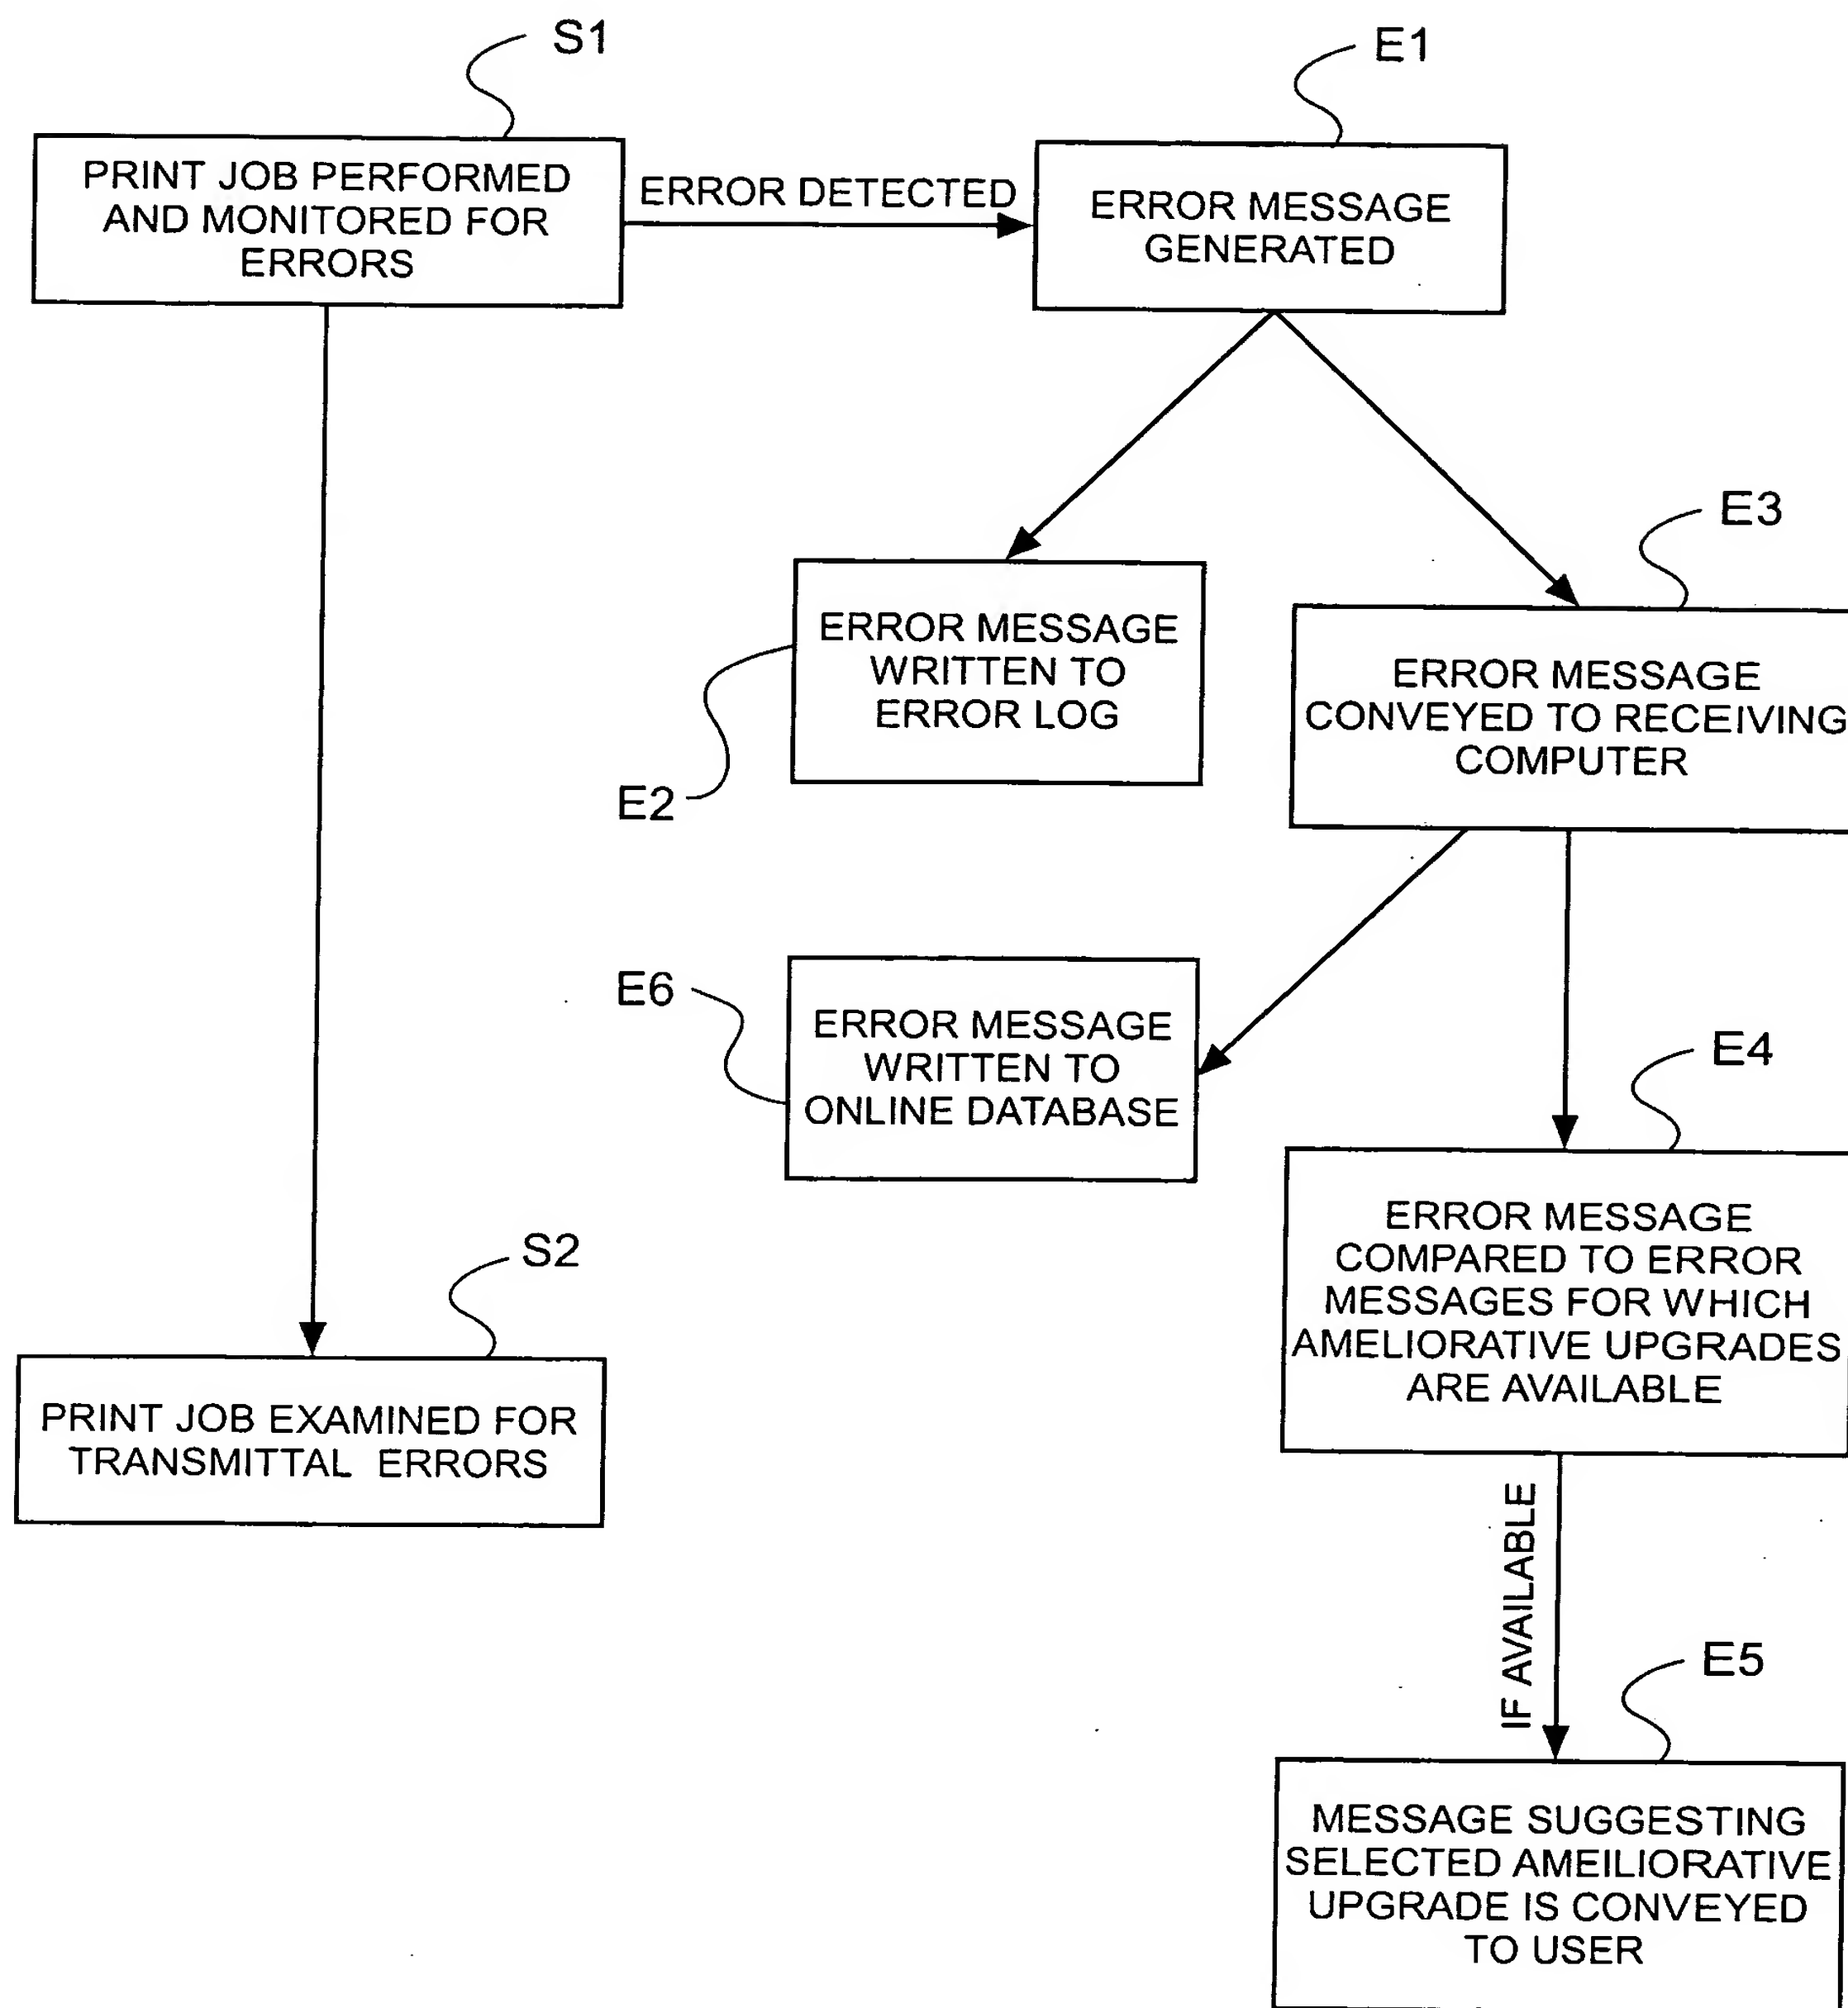 S1
E1
PRINT JOB PERFORMED
AND MONITORED FOR
ERRORS
ERROR DETECTED
ERROR MESSAGE
GENERATED
E3
ERROR MESSAGE
WRITTEN TO
ERROR LOG
E2
ERROR MESSAGE
CONVEYED TO RECEIVING
COMPUTER
E6
ERROR MESSAGE
WRITTEN TO
ONLINE DATABASE
E4
ERROR MESSAGE
COMPARED TO ERROR
MESSAGES FOR WHICH
AMELIORATIVE UPGRADES
ARE AVAILABLE
S2
PRINT JOB EXAMINED FOR
TRANSMITTAL ERRORS
IF AVAILABLE
E5
MESSAGE SUGGESTING
SELECTED AMEILIORATIVE
UPGRADE IS CONVEYED
TO USER